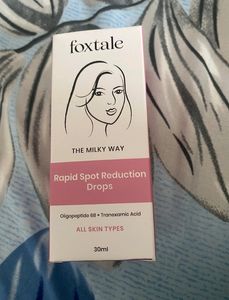 foxtale
THE MILKY WAY
Rapid Spot Reduction
Drops
Oligopeptide 68 + Tranexamic Acid
ALL SKIN TYPES
30ml